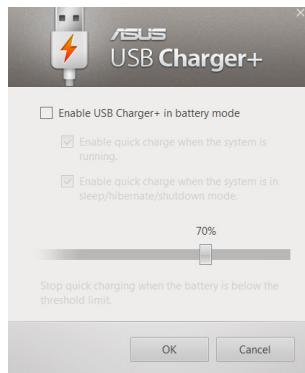 ASUS
USB Charger+
Enable USB Charger+ in battery mode
Enable quick charge when the system is
running.
Enable quick charge when the system is in
sleep/hibernate/shutdown mode.
70%
Stop quick charging when the battery is below the
threshold limit.
OK
Cancel